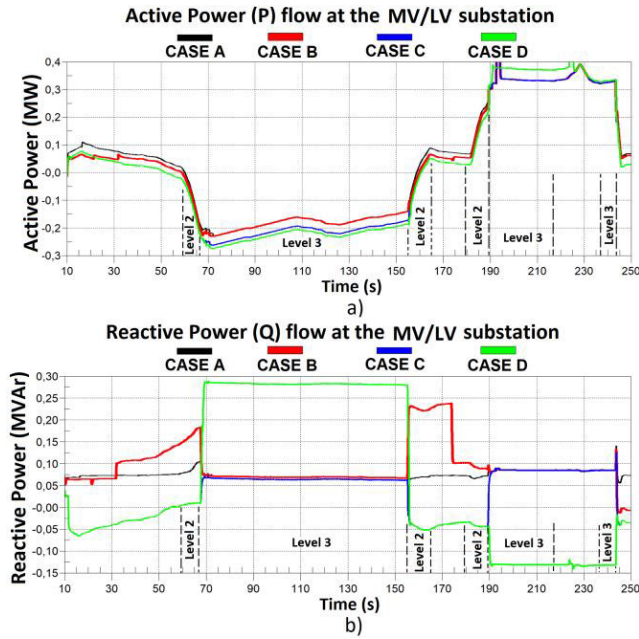 Active Power (P) flow at the MV/LV substation
CASE A CASE B CASE C CASE D
Active Power (MW)
0,4
0,3
0,2
0,1
-0,0
-0,1
-0,2
-0,3
Level 2
Level 3
Level 2
Level 2
Level 3
Level 3
10 30 50 70 90 110 130 150 170 190 210 230 250
Time (s)
a)
Reactive Power (Q) flow at the MV/LV substation
CASE A CASE B CASE C CASE D
Reactive Power (MVAr)
0,30
0,25
0,20
0,15
0,10
0,05
-0,00
-0,05
-0,10
-0,15
Level 2
Level 3
Level 2
Level 2
Level 3
Level 3
10 30 50 70 90 110 130 150 170 190 210 230 250
Time (s)
b)